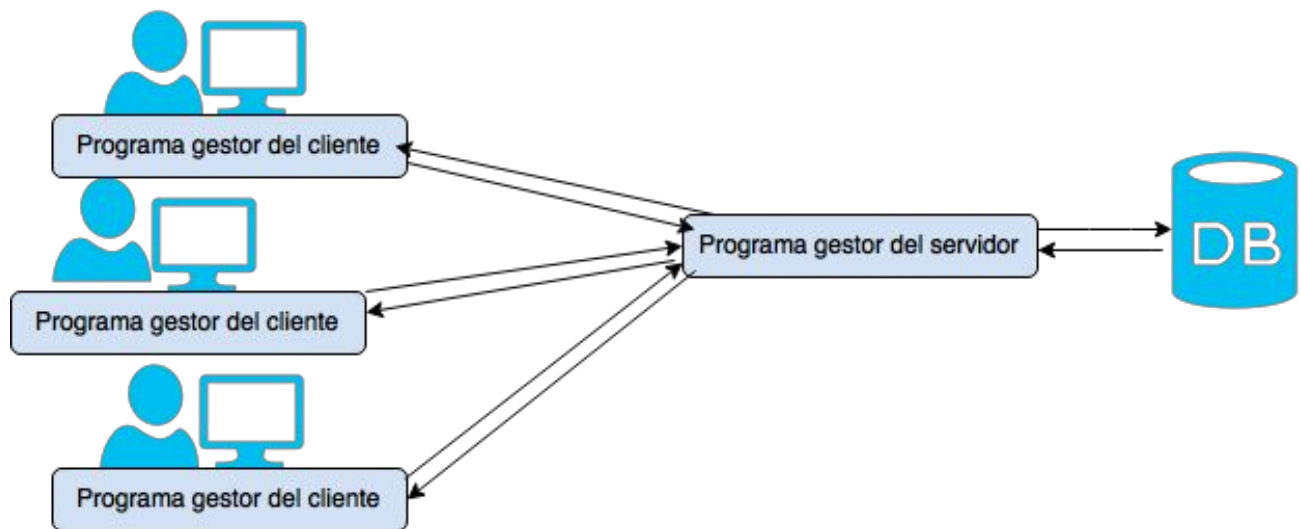 Programa gestor del cliente
Programa gestor del servidor
DB
Programa gestor del cliente
Programa gestor del cliente